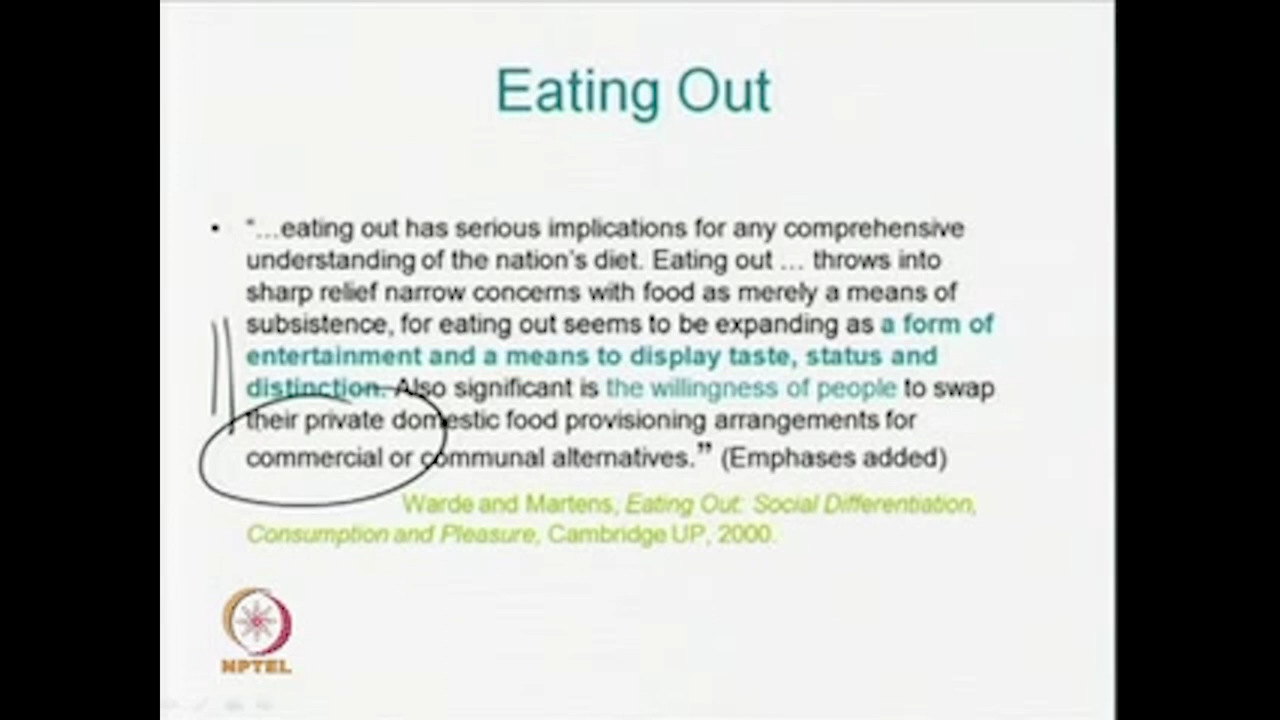 Eating Out
• “…eating out has serious implications for any comprehensive
understanding of the nation’s diet. Eating out … throws into
sharp relief narrow concerns with food as merely a means of
subsistence, for eating out seems to be expanding as a form of
entertainment and a means to display taste, status and
distinction. Also significant is the willingness of people to swap
their private domestic food provisioning arrangements for
commercial or communal alternatives.” (Emphases added)
Warde and Martens, Eating Out: Social Differentiation,
Consumption and Pleasure, Cambridge UP, 2000.
NPTEL